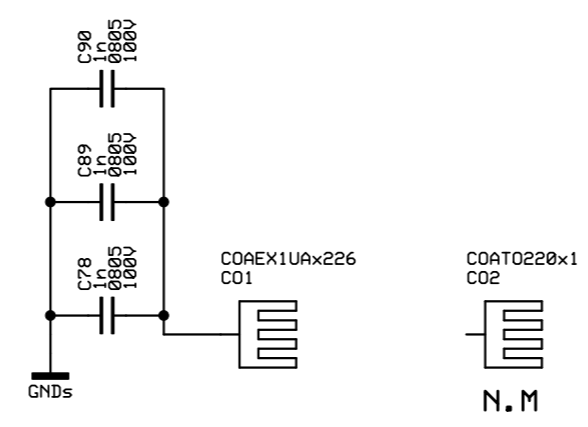 C90
1n
0805
100V
C89
1n
0805
100V
C78
1n
0805
100V
COAEX1UAx226
CO1
COATO220x1
CO2
GNDs
N.M